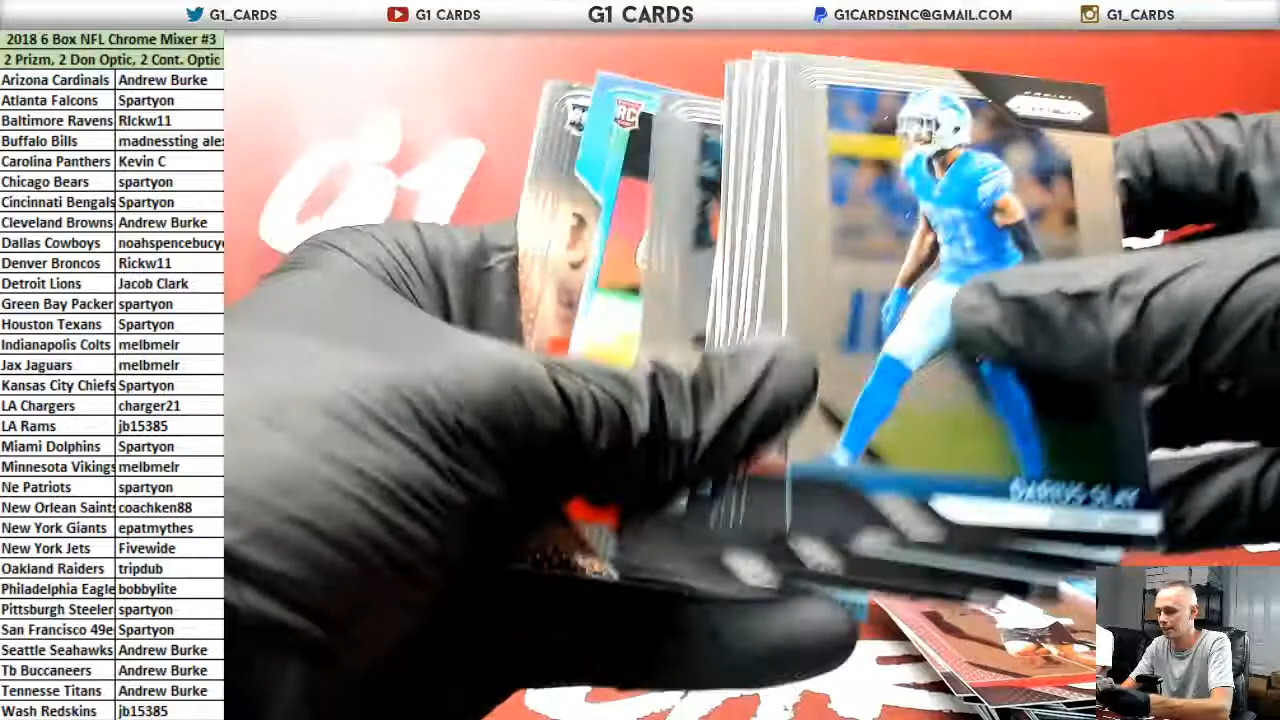 G1_CARDS G1 CARDS G1 CARDS G1CARDSINC@GMAIL.COM G1_CARDS
2018 6 Box NFL Chrome Mixer #3
2 Prizm, 2 Don Optic, 2 Cont. Optic
Arizona Cardinals Andrew Burke
Atlanta Falcons Spartyon
Baltimore Ravens RIckw11
Buffalo Bills madnessting ale
Carolina Panthers Kevin C
Chicago Bears spartyon
Cincinnati Bengals Spartyon
Cleveland Browns Andrew Burke
Dallas Cowboys noahspencebucy
Denver Broncos Rickw11
Detroit Lions Jacob Clark
Green Bay Packer spartyon
Houston Texans Spartyon
Indianapolis Colts melbmelr
Jax Jaguars melbmelr
Kansas City Chiefs Spartyon
LA Chargers charger21
LA Rams jb15385
Miami Dolphins Spartyon
Minnesota Viking melbmelr
Ne Patriots spartyon
New Orlean Saint coachken88
New York Giants epatmythes
New York Jets Fivewide
Oakland Raiders tripdub
Philadelphia Eagle bobbylite
Pittsburgh Steeler spartyon
San Francisco 49e Spartyon
Seattle Seahawks Andrew Burke
Tb Buccaneers Andrew Burke
Tennesse Titans Andrew Burke
Wash Redskins jb15385
G1
RC
PRIZM
DARIUS SLAY